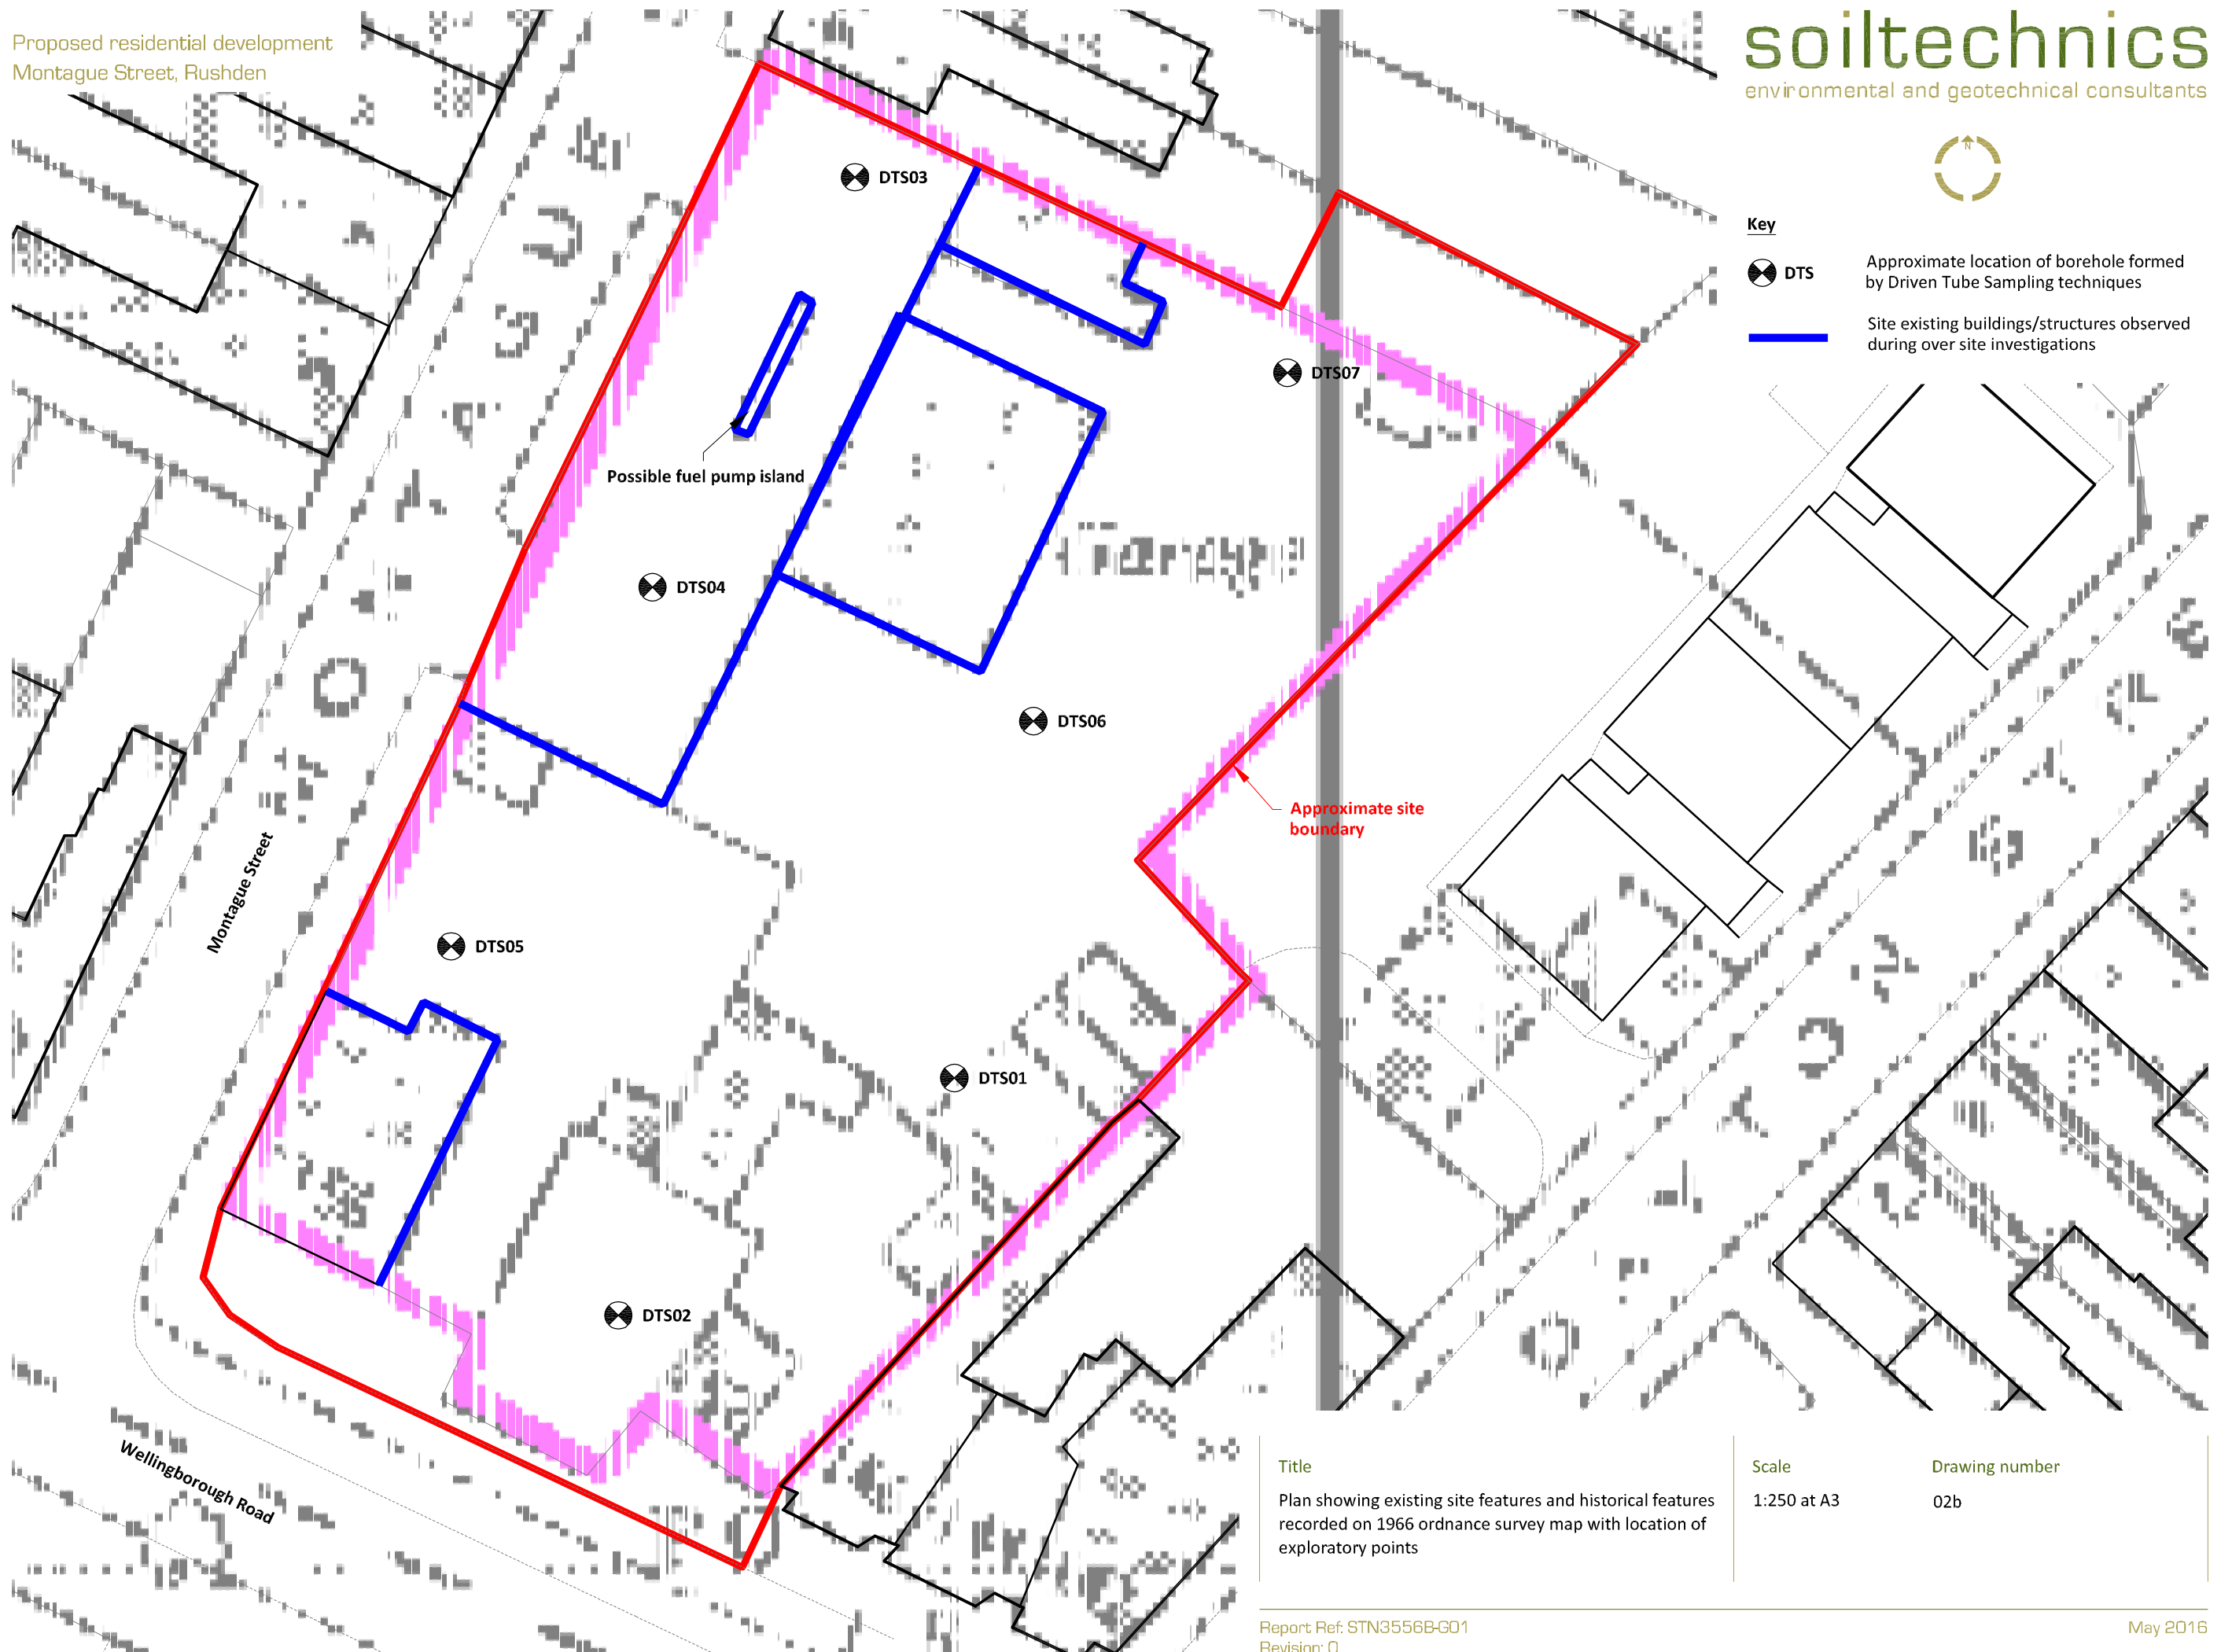 Proposed residential development
Montague Street, Rushden
soiltechnics
environmental and geotechnical consultants
N
Key
DTS
Approximate location of borehole formed
by Driven Tube Sampling techniques
Site existing buildings/structures observed
during over site investigations
DTS03
DTS07
Possible fuel pump island
DTS04
Garage
DTS06
Approximate site
boundary
Montague Street
DTS05
DTS01
DTS02
Wellingborough Road
Title
Plan showing existing site features and historical features
recorded on 1966 ordnance survey map with location of
exploratory points
Scale
1:250 at A3
Drawing number
02b
Report Ref: STN3556B-G01
Revision: 0
May 2016